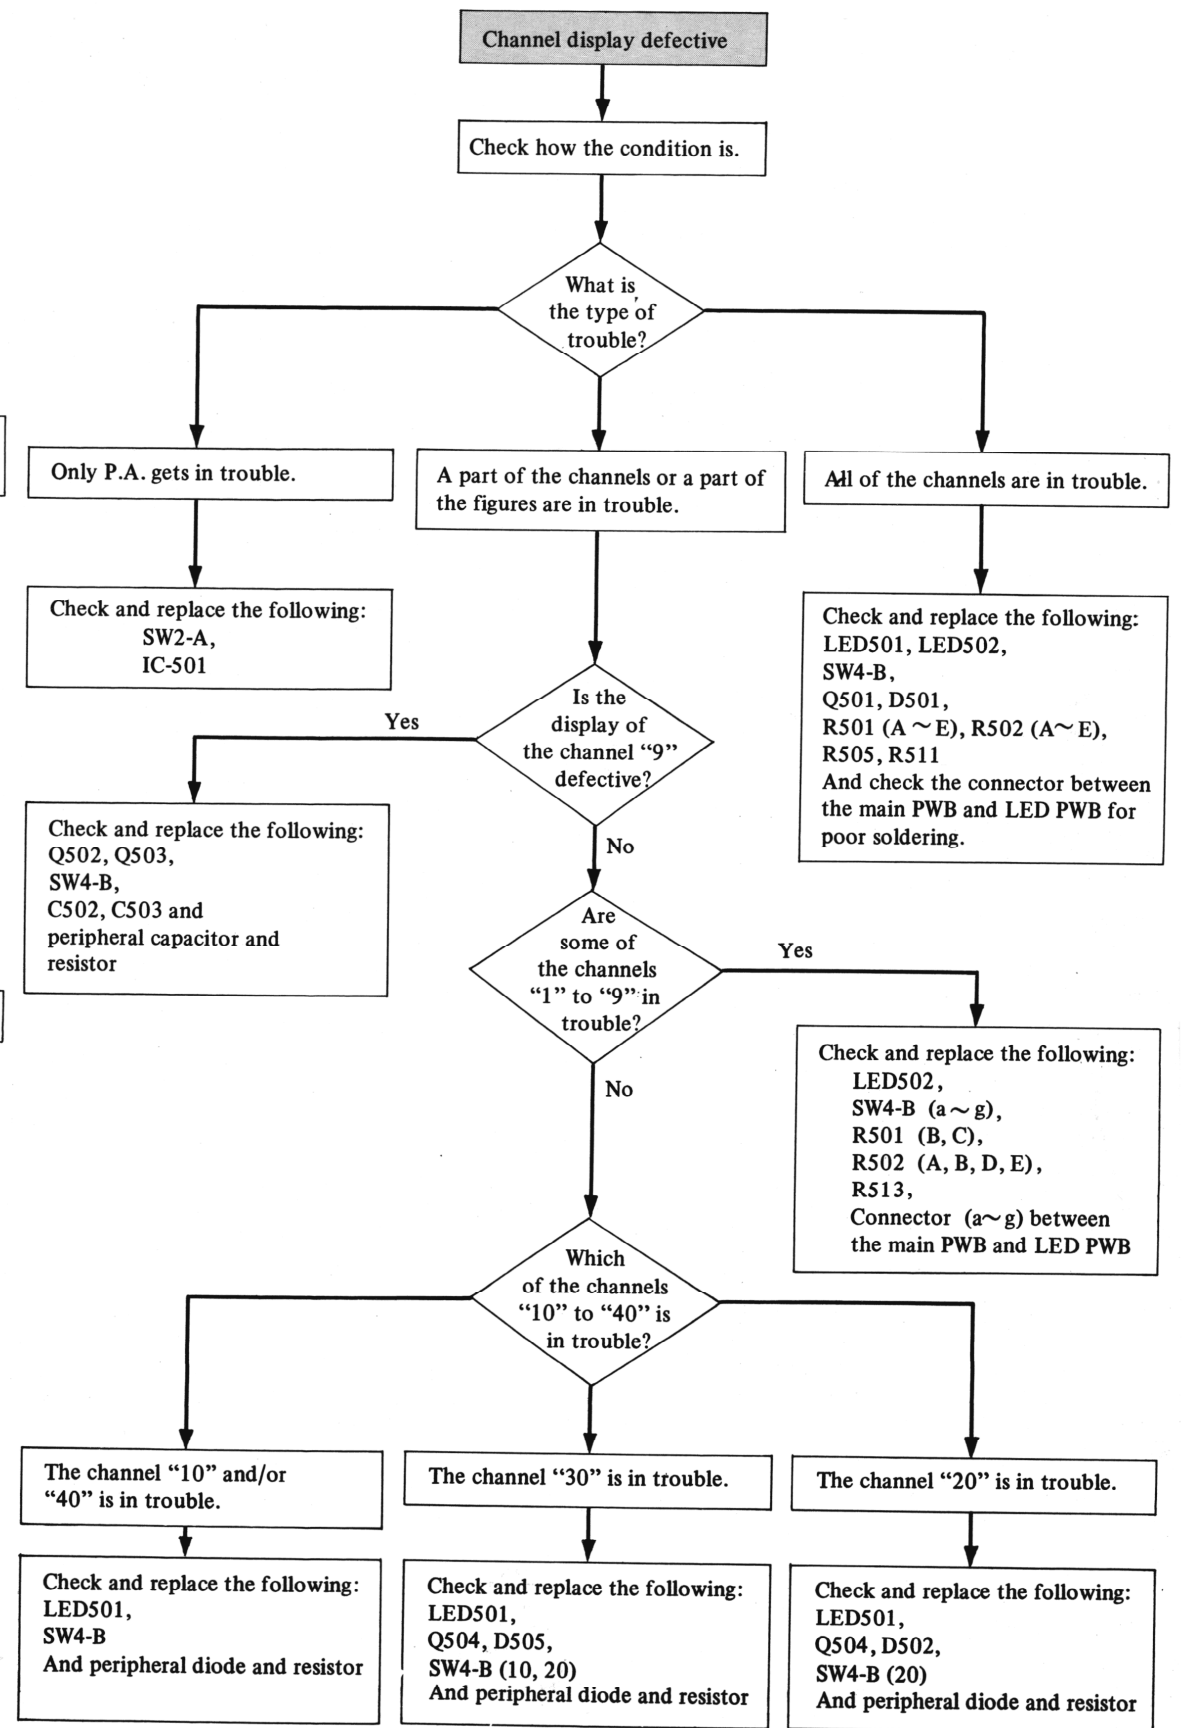 Channel display defective
Check how the condition is.
What is
the type of
trouble?
Only P.A. gets in trouble.
A part of the channels or a part of
the figures are in trouble.
All of the channels are in trouble.
Check and replace the following:
SW2-A,
IC-501
Check and replace the following:
LED501, LED502,
SW4-B,
Q501, D501,
R501 (A ~ E), R502 (A~ E),
R505, R511
And check the connector between
the main PWB and LED PWB for
poor soldering.
Is the
display of
the channel “9”
defective?
Yes
No
Check and replace the following:
Q502, Q503,
SW4-B,
C502, C503 and
peripheral capacitor and
resistor
Are
some of
the channels
“1” to “9” in
trouble?
Yes
No
Check and replace the following:
LED502,
SW4-B (a ~ g),
R501 (B, C),
R502 (A, B, D, E),
R513,
Connector (a~ g) between
the main PWB and LED PWB
Which
of the channels
“10” to “40” is
in trouble?
The channel “10” and/or
“40” is in trouble.
The channel “30” is in trouble.
The channel “20” is in trouble.
Check and replace the following:
LED501,
SW4-B
And peripheral diode and resistor
Check and replace the following:
LED501,
Q504, D505,
SW4-B (10, 20)
And peripheral diode and resistor
Check and replace the following:
LED501,
Q504, D502,
SW4-B (20)
And peripheral diode and resistor